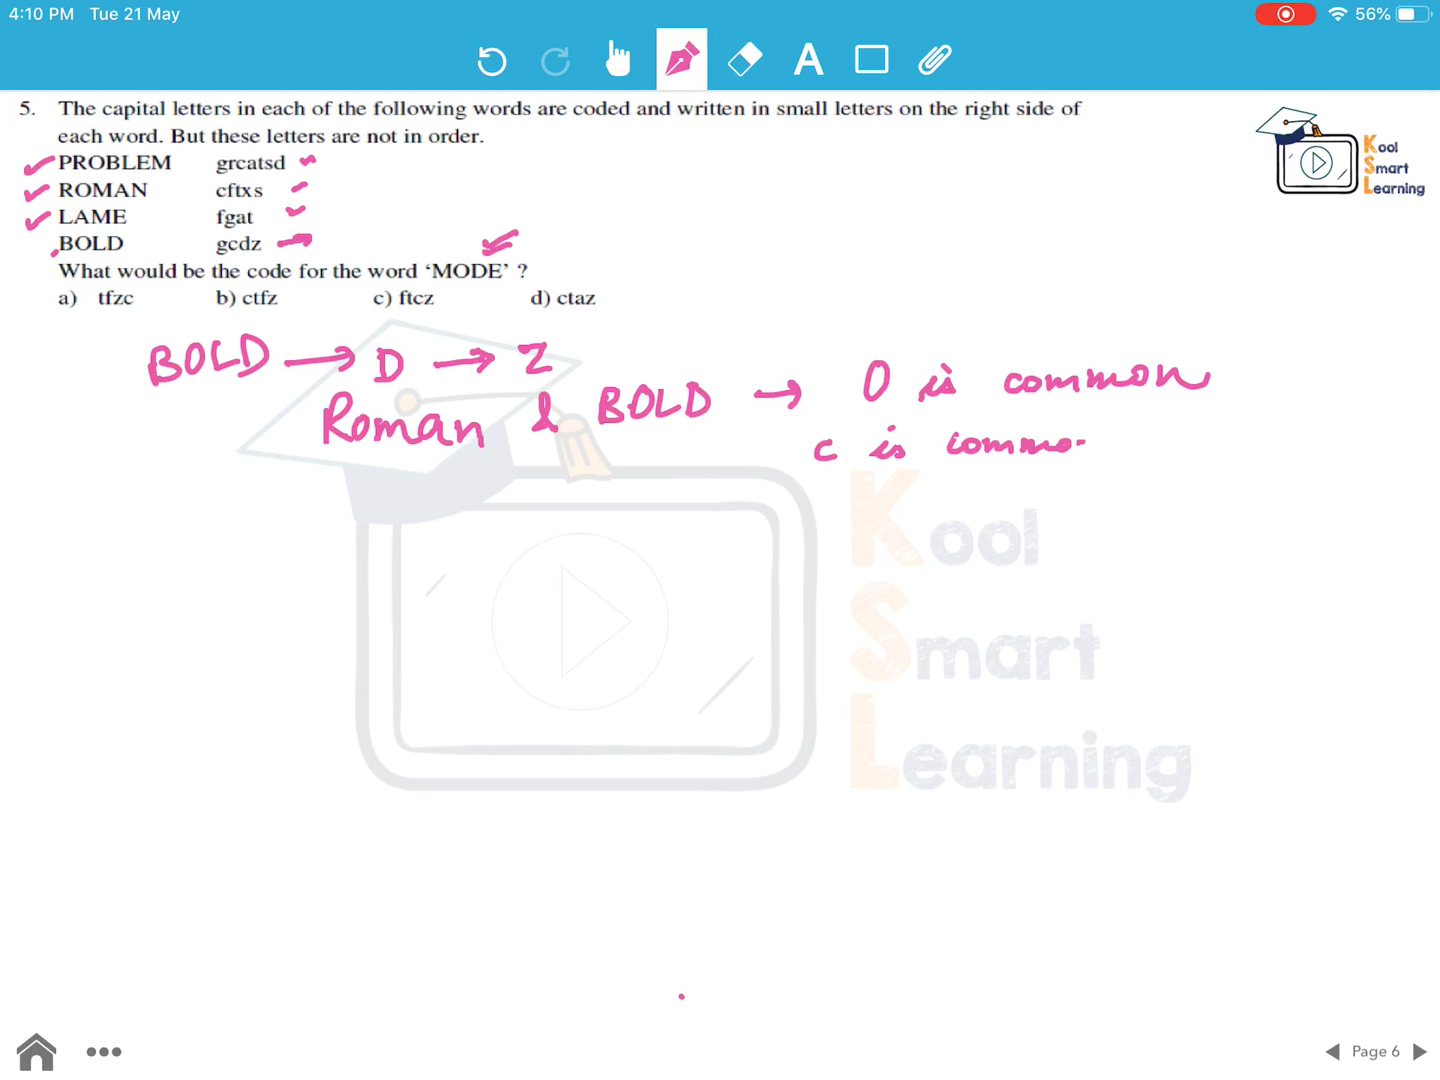 4:10 PM Tue 21 May
56%
A
5. The capital letters in each of the following words are coded and written in small letters on the right side of
each word. But these letters are not in order.
PROBLEM grcatsd
ROMAN cftxs
LAME fgat
BOLD gcdz
What would be the code for the word ‘MODE’ ?
a) tfzc b) ctfz c) ftcz d) ctaz
Kool
Smart
Learning
BOLD → D → Z
Roman & BOLD → O is common
c is commo
Kool
Smart
Learning
Page 6